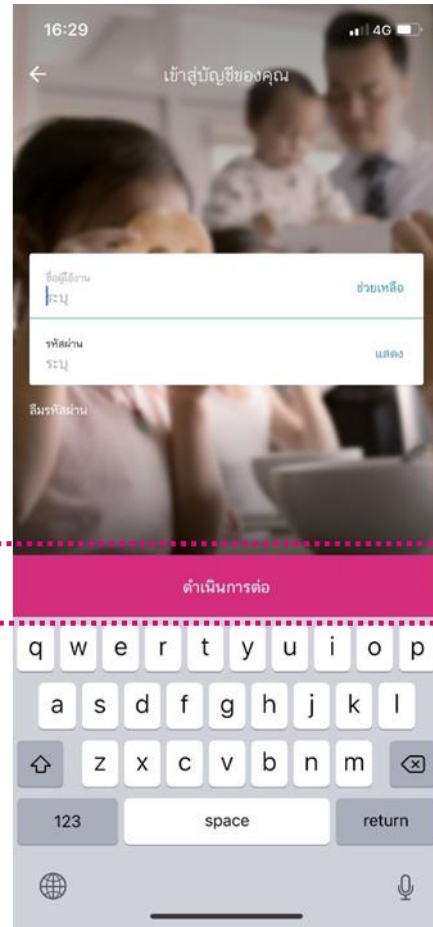 16:29
4G
เข้าสู่บัญชีของคุณ
ชื่อผู้ใช้งาน
ระบุ
ช่วยเหลือ
รหัสผ่าน
ระบุ
แสดง
ลืมรหัสผ่าน
ดำเนินการต่อ
q w e r t y u i o p
a s d f g h j k l
z x c v b n m
123 space return